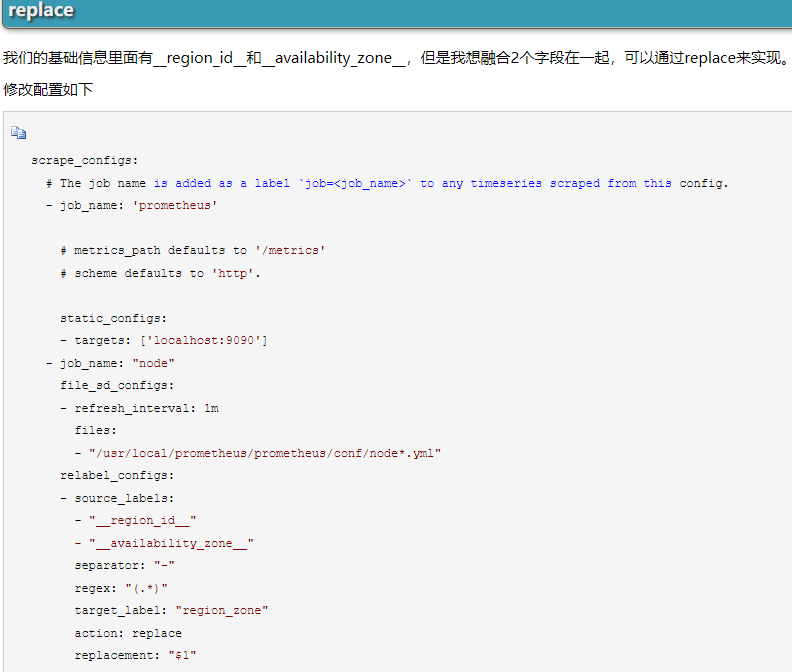 replace
我们的基础信息里面有__region_id__和__availability_zone__，但是我想融合2个字段在一起，可以通过replace来实现。
修改配置如下
scrape_configs:
  # The job name is added as a label `job=<job_name>` to any timeseries scraped from this config.
  - job_name: 'prometheus'

    # metrics_path defaults to '/metrics'
    # scheme defaults to 'http'.

    static_configs:
    - targets: ['localhost:9090']
  - job_name: "node"
    file_sd_configs:
    - refresh_interval: 1m
      files:
      - "/usr/local/prometheus/prometheus/conf/node*.yml"
    relabel_configs:
    - source_labels:
      - "__region_id__"
      - "__availability_zone__"
      separator: "-"
      regex: "(.*)"
      target_label: "region_zone"
      action: replace
      replacement: "$1"